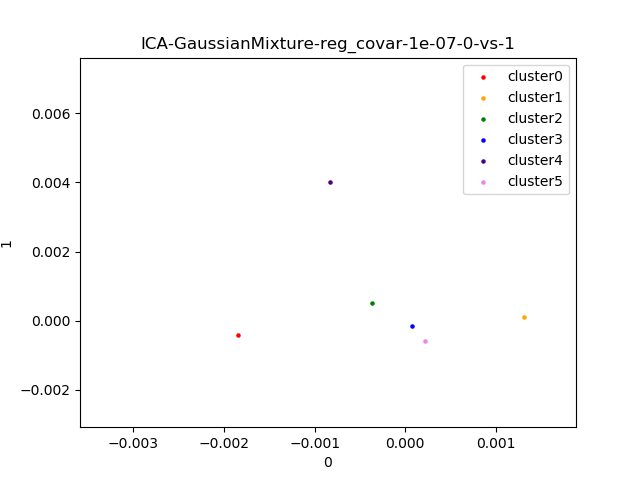 ICA-GaussianMixture-reg_covar-1e-07-0-vs-1
cluster0
cluster1
cluster2
cluster3
cluster4
cluster5
0.006
0.004
0.002
0.000
−0.002
1
−0.003
−0.002
−0.001
0.000
0.001
0